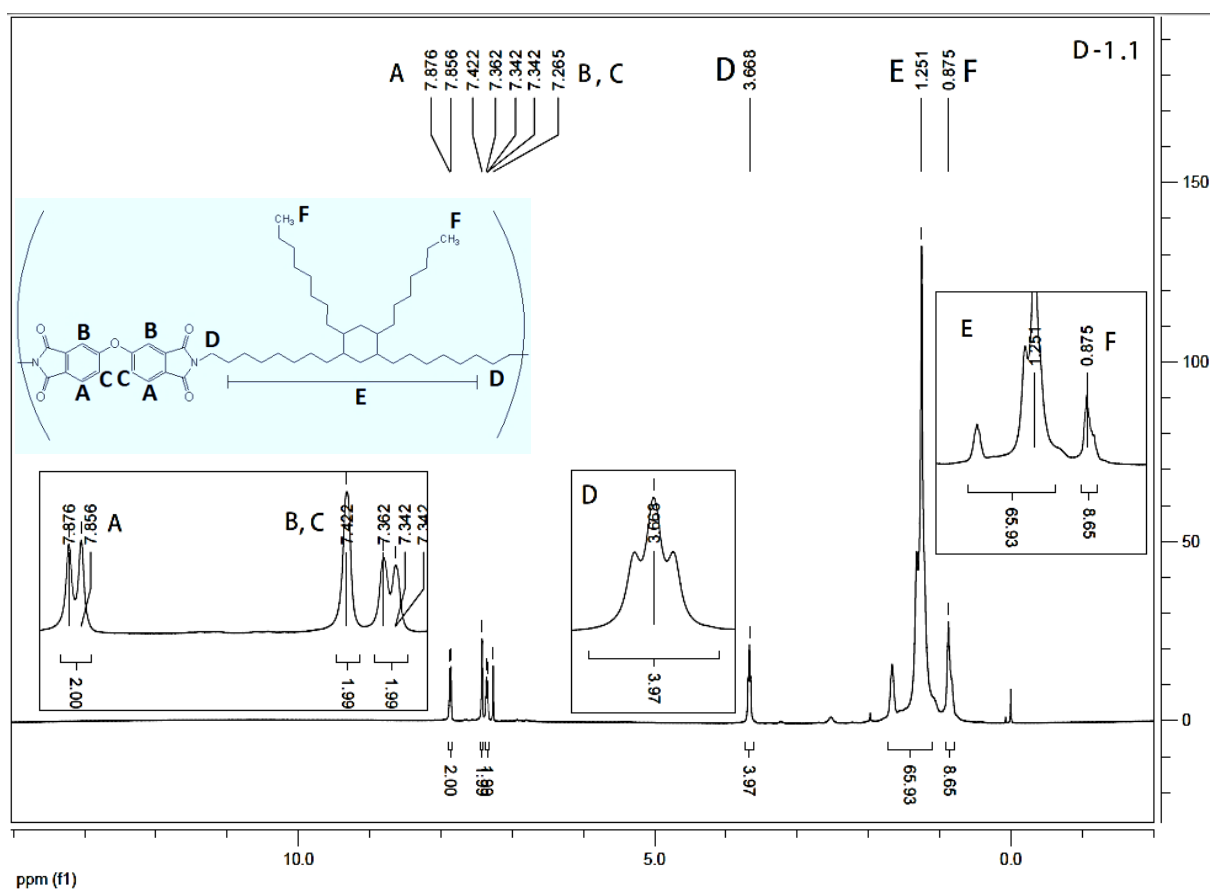 D-1.1
A 7.876 7.856 7.422 7.362 7.342 7.342 7.265 B, C
D 3.668
E 1.251 0.875 F
150
100
50
0
CH₃ F
F
CH₃
O B O B O D
N N
O A C C A O
E
D
A B, C
7.876 7.856 7.422 7.362 7.342 7.342
2.00 1.99 1.99
D
3.668
3.97
E F
1.251 0.875
65.93 8.65
2.00 1.99 1.99 3.97 65.93 8.65
10.0 5.0 0.0
ppm (f1)